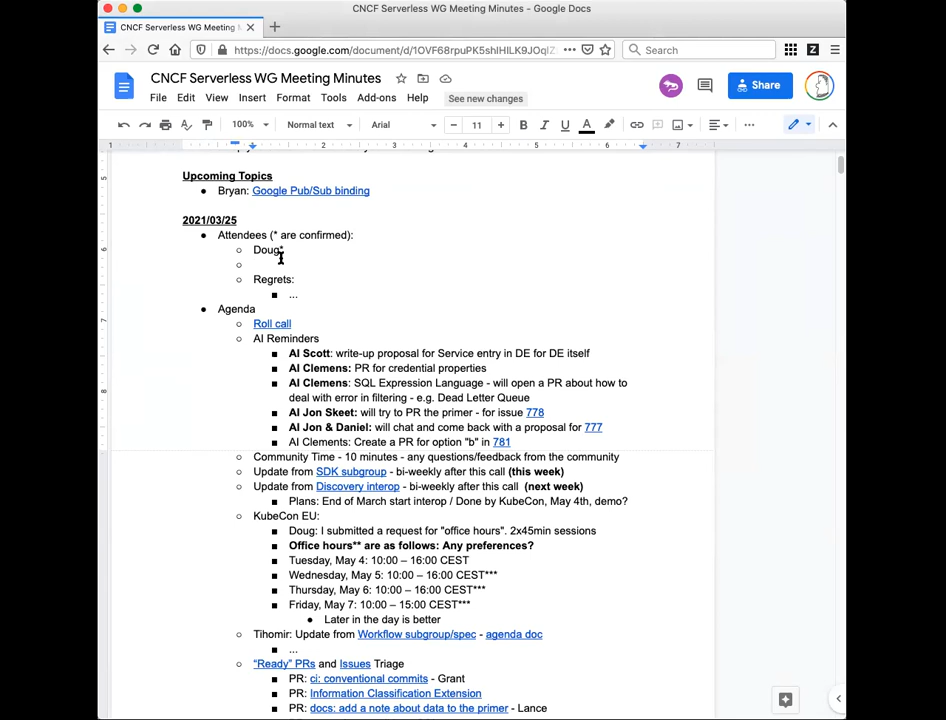 CNCF Serverless WG Meeting Minutes - Google Docs
CNCF Serverless WG Meeting M
https://docs.google.com/document/d/1OVF68rpuPK5shIHILK9JOqlZ
Search
CNCF Serverless WG Meeting Minutes
Share
File Edit View Insert Format Tools Add-ons Help See new changes
100% Normal text Arial 11
1 1 2 3 4 5 6 7
Upcoming Topics
Bryan: Google Pub/Sub binding
2021/03/25
Attendees (* are confirmed):
Doug*
Regrets:
...
Agenda
Roll call
AI Reminders
AI Scott: write-up proposal for Service entry in DE for DE itself
AI Clemens: PR for credential properties
AI Clemens: SQL Expression Language - will open a PR about how to
deal with error in filtering - e.g. Dead Letter Queue
AI Jon Skeet: will try to PR the primer - for issue 778
AI Jon & Daniel: will chat and come back with a proposal for 777
AI Clements: Create a PR for option "b" in 781
Community Time - 10 minutes - any questions/feedback from the community
Update from SDK subgroup - bi-weekly after this call (this week)
Update from Discovery interop - bi-weekly after this call (next week)
Plans: End of March start interop / Done by KubeCon, May 4th, demo?
KubeCon EU:
Doug: I submitted a request for "office hours". 2x45min sessions
Office hours** are as follows: Any preferences?
Tuesday, May 4: 10:00 – 16:00 CEST
Wednesday, May 5: 10:00 – 16:00 CEST***
Thursday, May 6: 10:00 – 16:00 CEST***
Friday, May 7: 10:00 – 15:00 CEST***
Later in the day is better
Tihomir: Update from Workflow subgroup/spec - agenda doc
...
“Ready” PRs and Issues Triage
PR: ci: conventional commits - Grant
PR: Information Classification Extension
PR: docs: add a note about data to the primer - Lance